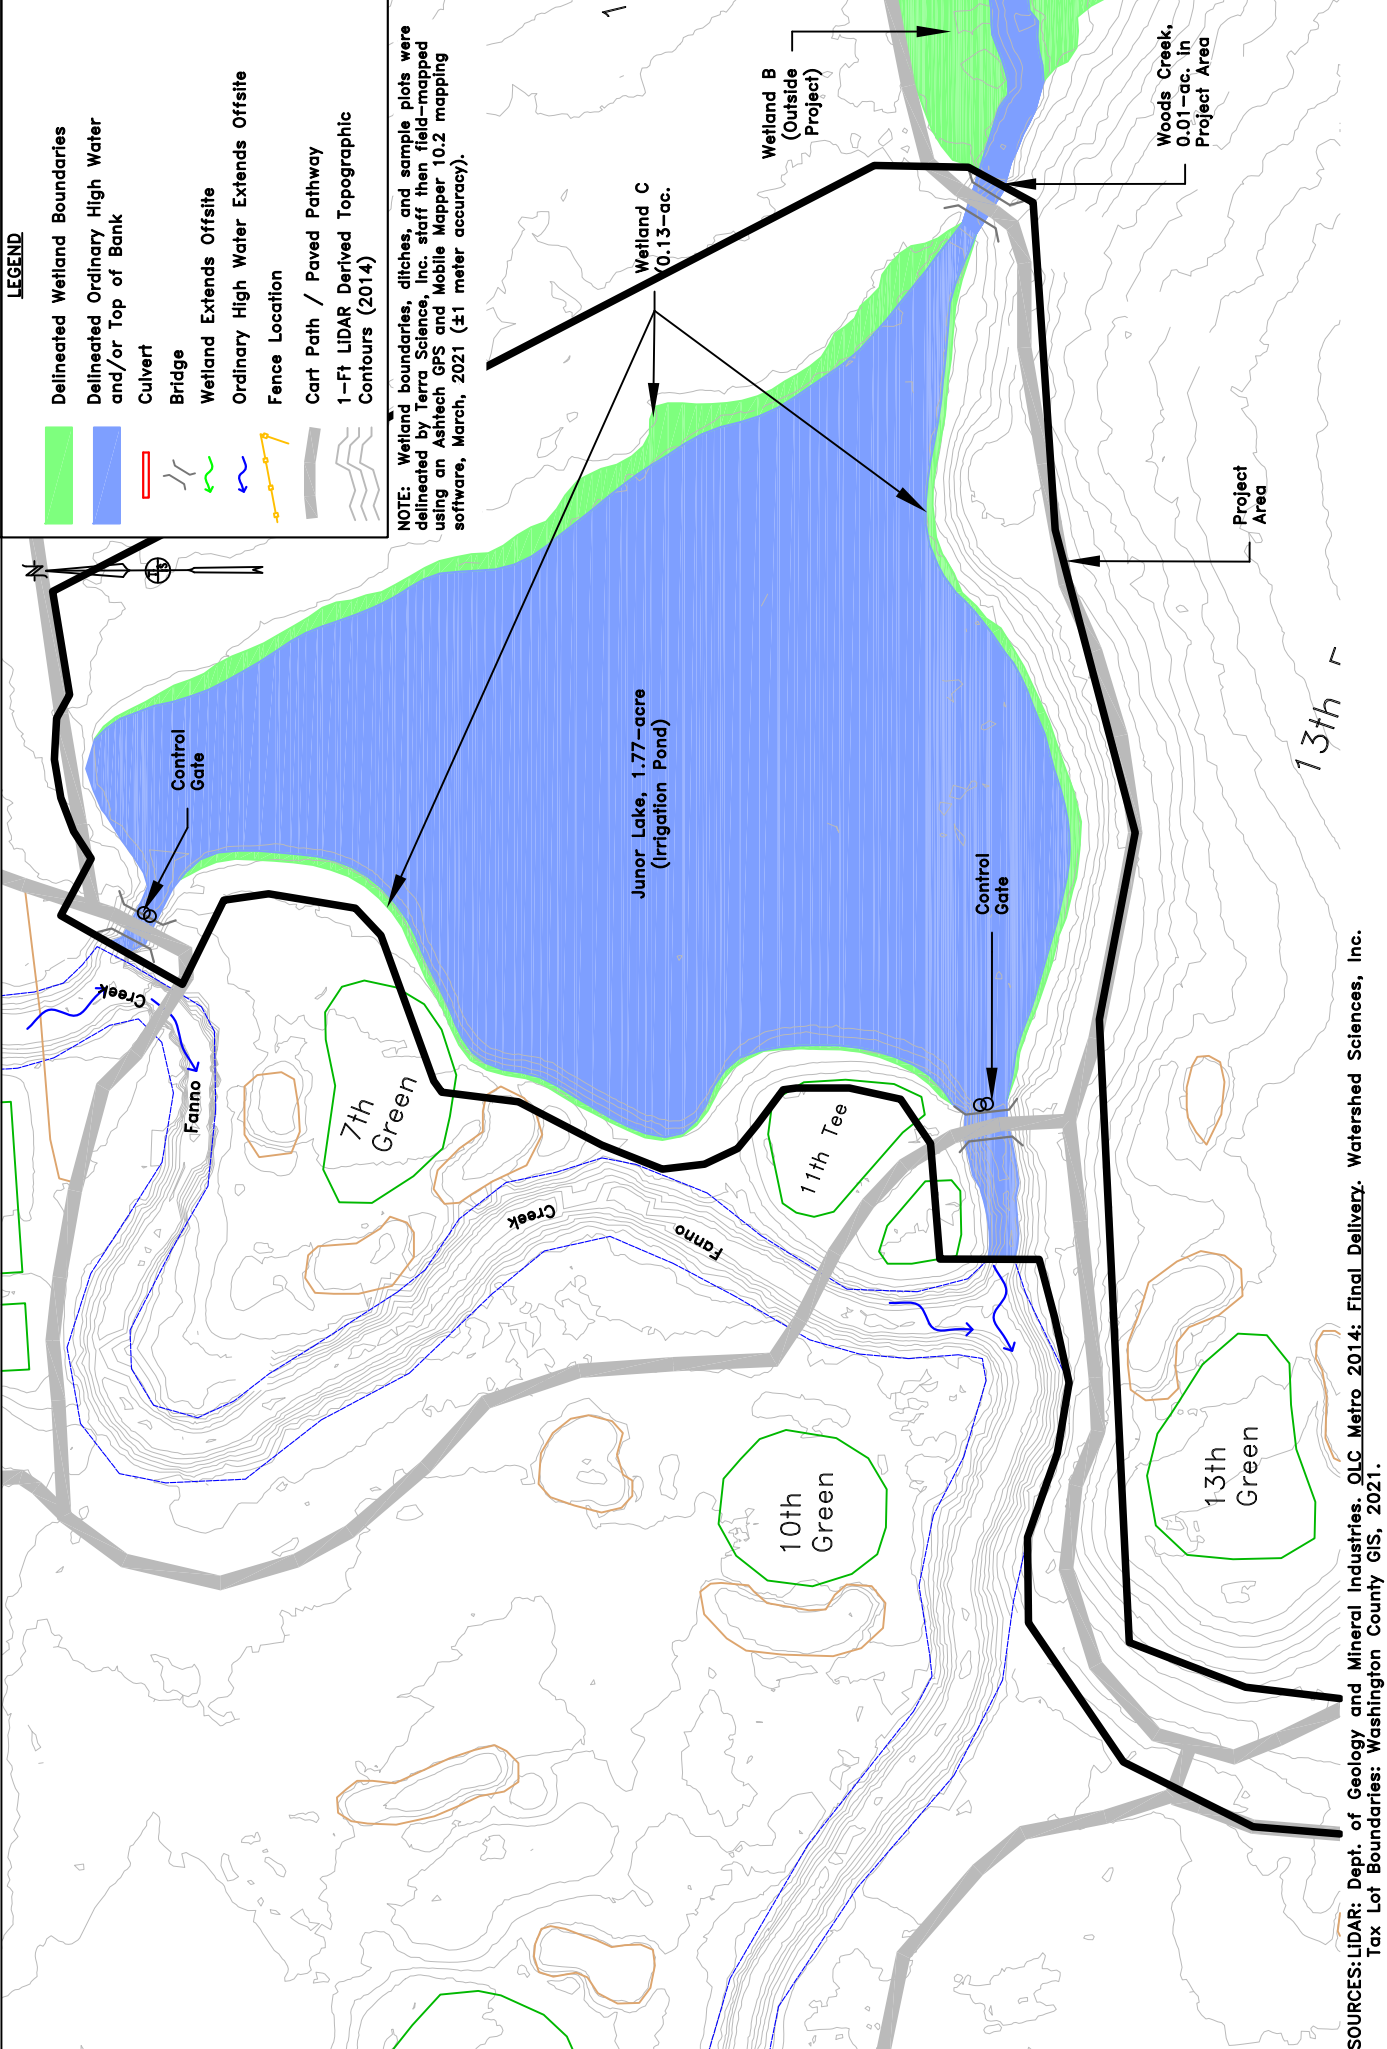 LEGEND
Delineated Wetland Boundaries
Delineated Ordinary High Water
and/or Top of Bank
Culvert
Bridge
Wetland Extends Offsite
Ordinary High Water Extends Offsite
Fence Location
Cart Path / Paved Pathway
1-Ft LiDAR Derived Topographic
Contours (2014)
NOTE: Wetland boundaries, ditches, and sample plots were
delineated by Terra Science, Inc. staff then field-mapped
using an Ashtech GPS and Mobile Mapper 10.2 mapping
software, March, 2021 (±1 meter accuracy).
N
Wetland B
(Outside
Project)
Woods Creek,
0.01-ac. in
Project Area
Wetland C
(0.13-ac.
Project
Area
Control
Gate
Junor Lake, 1.77-acre
(Irrigation Pond)
Control
Gate
13th
Creek
Fanno
7th
Green
11th Tee
Creek
Fanno
10th
Green
13th
Green
SOURCES: LiDAR: Dept. of Geology and Mineral Industries. OLC Metro 2014: Final Delivery. Watershed Sciences, Inc.
Tax Lot Boundaries: Washington County GIS, 2021.